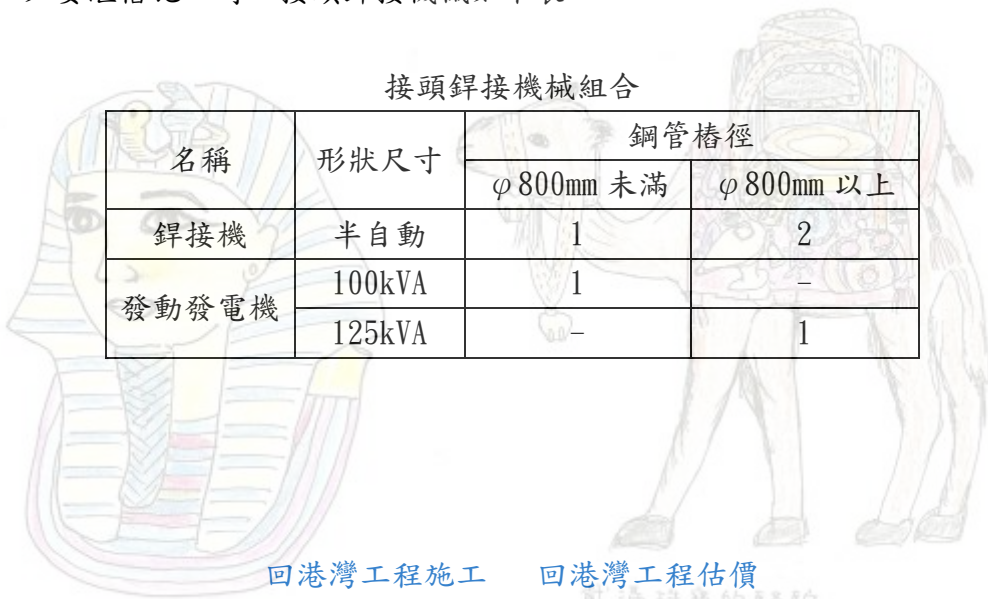 接頭銲接機械組合
名稱 形狀尺寸 鋼管樁徑
φ800mm 未滿 φ800mm 以上
銲接機 半自動 1 2
發動發電機 100kVA 1 -
125kVA - 1
回港灣工程施工 回港灣工程估價